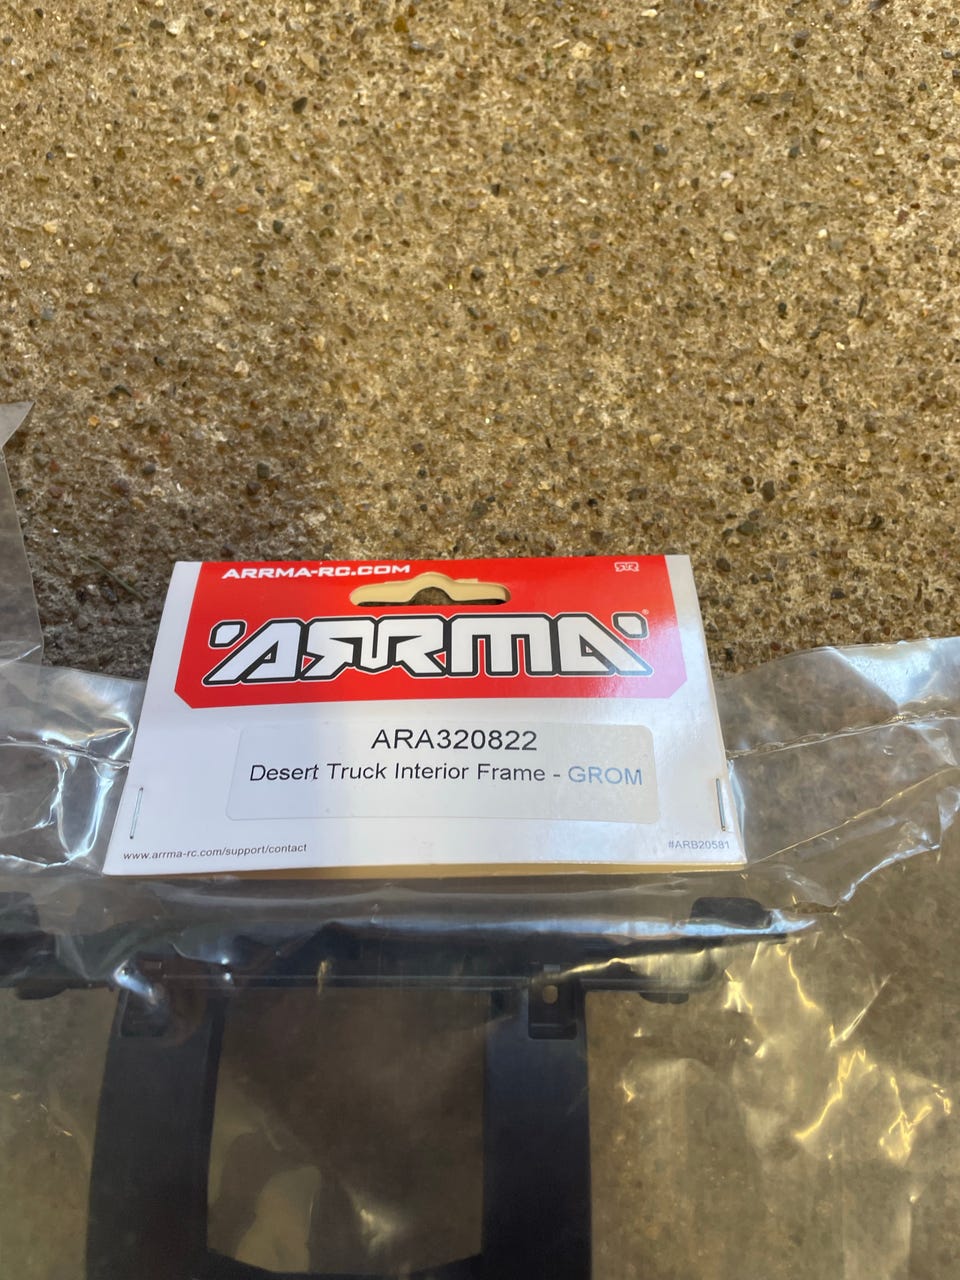 ARRMA-RC.COM
ARRMA®
ARA320822
Desert Truck Interior Frame - GROM
www.arrma-rc.com/support/contact
#ARB20581